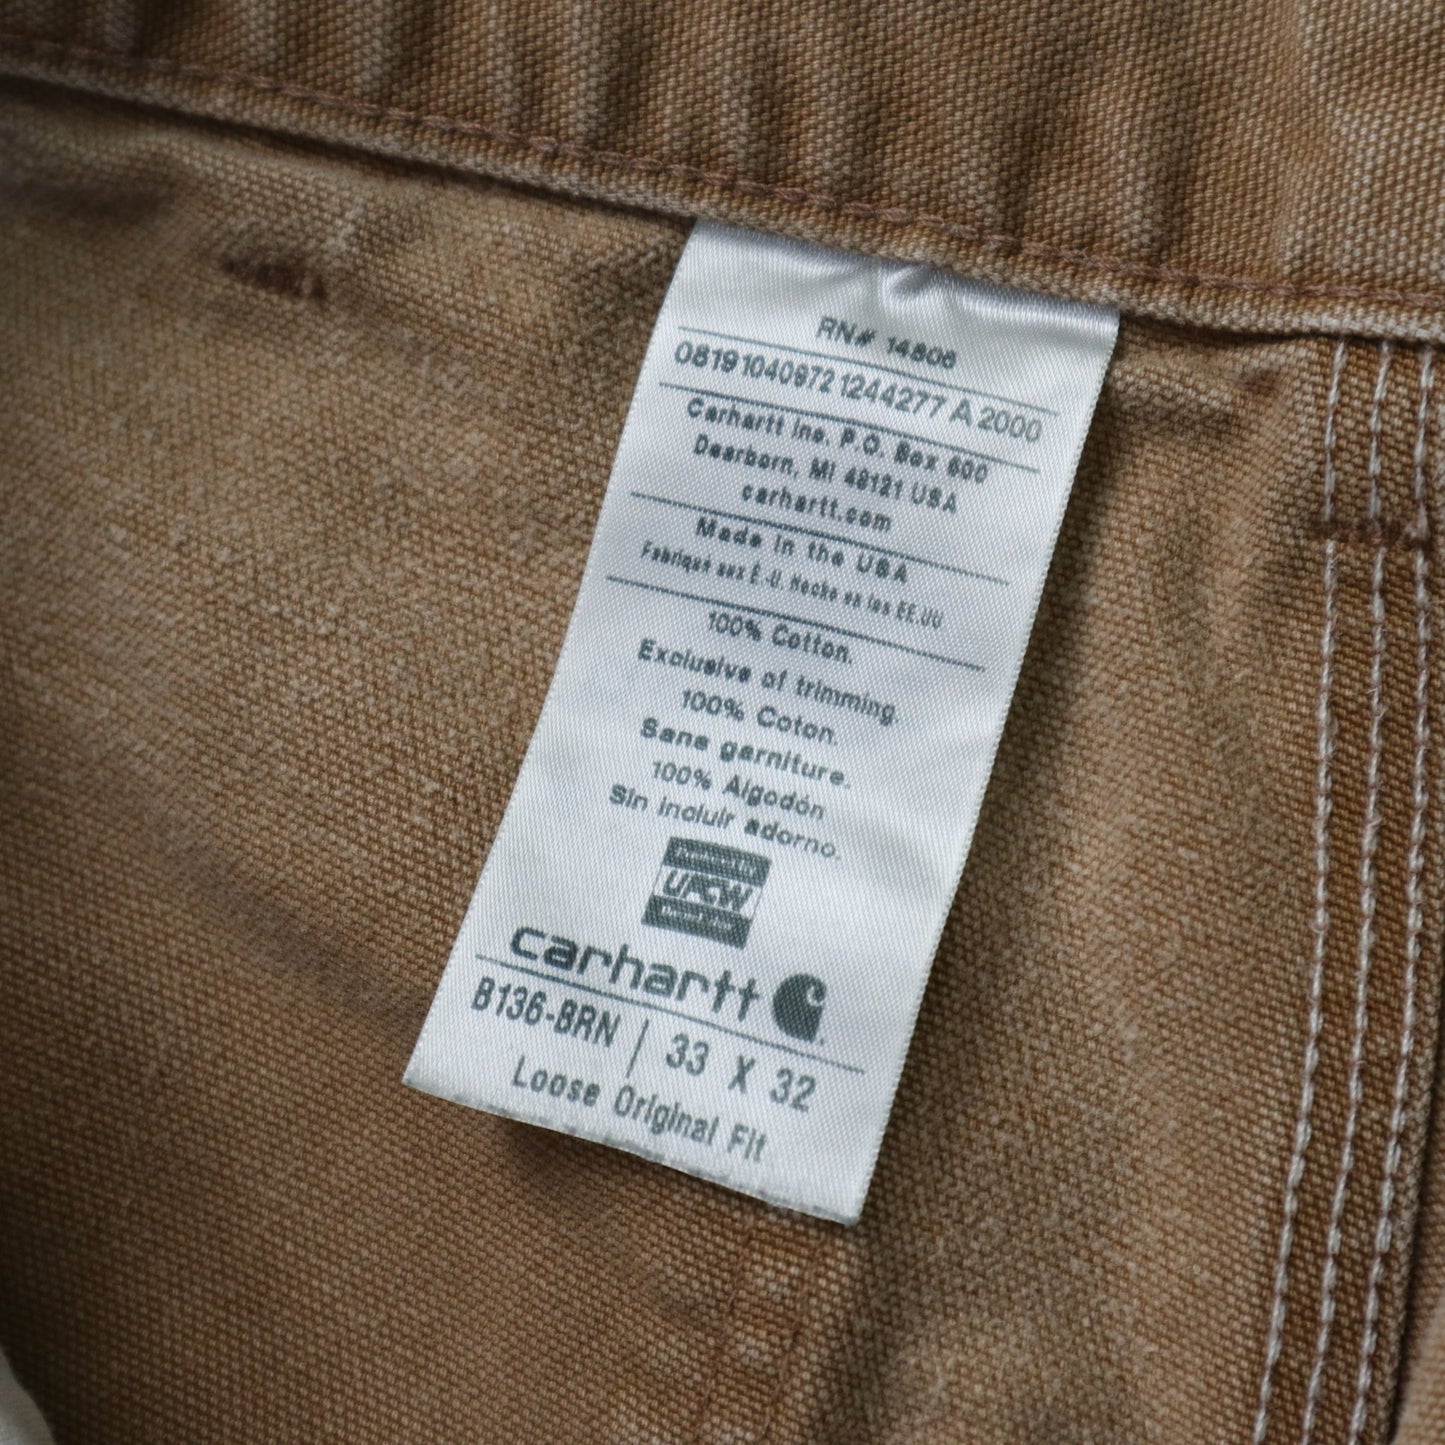 RN# 14806
08191040972 1244277 A 2000
Carhartt Inc. P.O. Box 600
Dearborn, MI 48121 USA
carhartt.com
Made in the USA
Fabriqué aux É.-U. Hecho en los EE.UU
100% Cotton.
Exclusive of trimming.
100% Coton.
Sans garniture.
100% Algodón
Sin incluir adorno.
UFCW
carhartt
B136-BRN | 33 X 32
Loose Original Fit